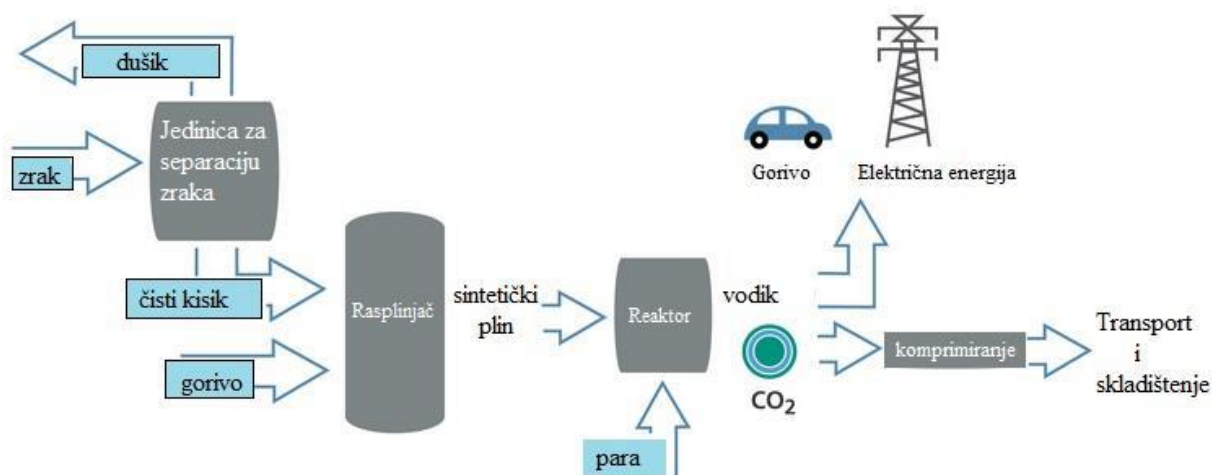 dušik
Jedinica za
separaciju
zraka
zrak
čisti kisik
gorivo
Rasplinjač
sintetički
plin
Reaktor
para
vodik
CO₂
Gorivo
Električna energija
komprimiranje
Transport
i
skladištenje